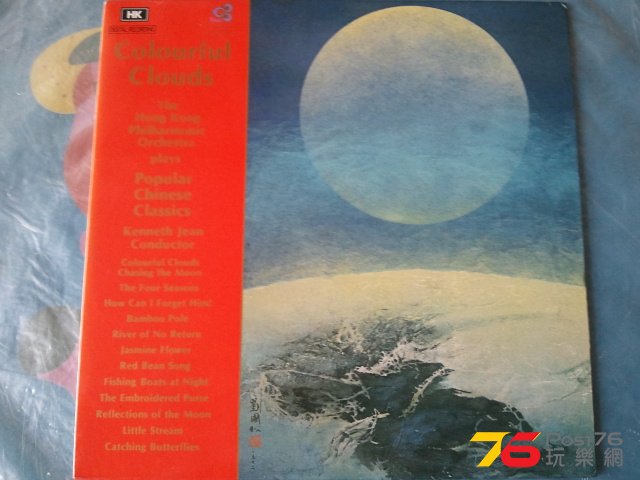 HK
DIGITAL RECORDING
Colourful
Clouds
The
Hong Kong
Philharmonic
Orchestra
plays
Popular
Chinese
Classics
Kenneth Jean
Conductor
Colourful Clouds
Chasing the Moon
The Four Seasons
How Can I Forget Him!
Bamboo Pole
River of No Return
Jasmine Flower
Red Bean Song
Fishing Boats at Night
The Embroidered Purse
Reflections of the Moon
Little Stream
Catching Butterflies
76 Post76
玩樂網